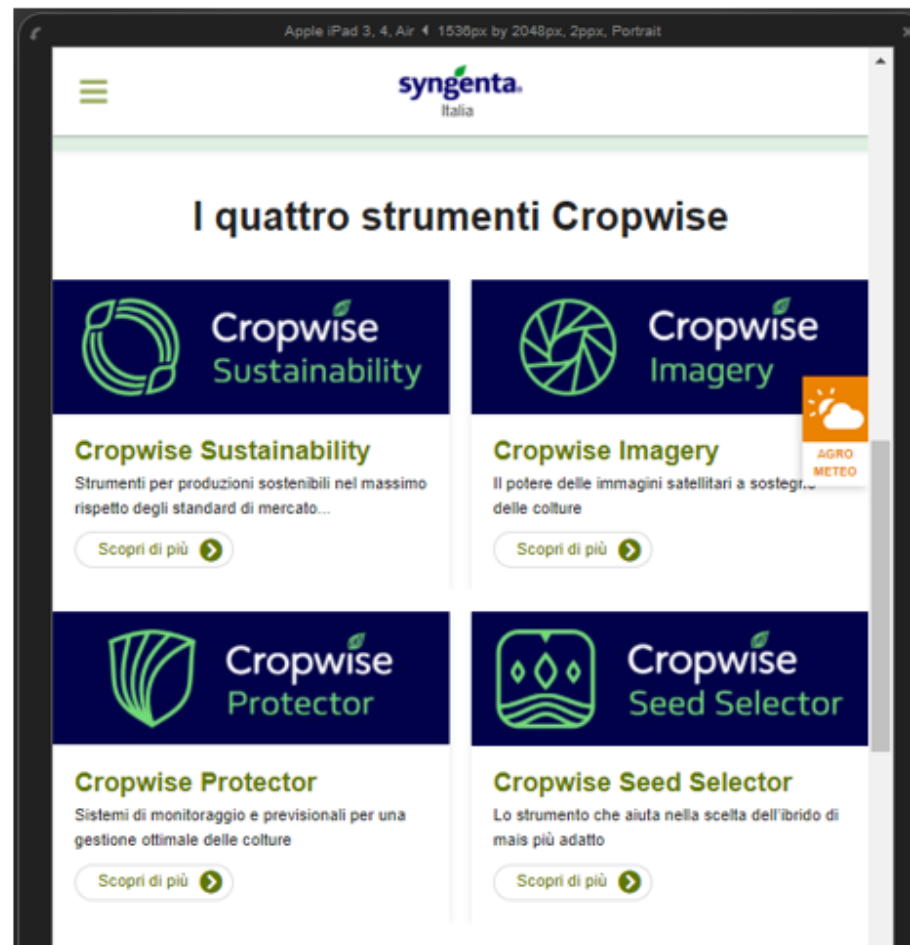 Apple iPad 3, 4, Air 1536px by 2048px, 2ppx, Portrait
syngenta.
Italia
I quattro strumenti Cropwise
Cropwise
Sustainability
Cropwise
Imagery
Cropwise Sustainability
Strumenti per produzioni sostenibili nel massimo
rispetto degli standard di mercato...
Scopri di più
Cropwise Imagery
Il potere delle immagini satellitari a sostegno
delle colture
Scopri di più
AGRO
METEO
Cropwise
Protector
Cropwise
Seed Selector
Cropwise Protector
Sistemi di monitoraggio e previsionali per una
gestione ottimale delle colture
Scopri di più
Cropwise Seed Selector
Lo strumento che aiuta nella scelta dell'ibrido di
mais più adatto
Scopri di più